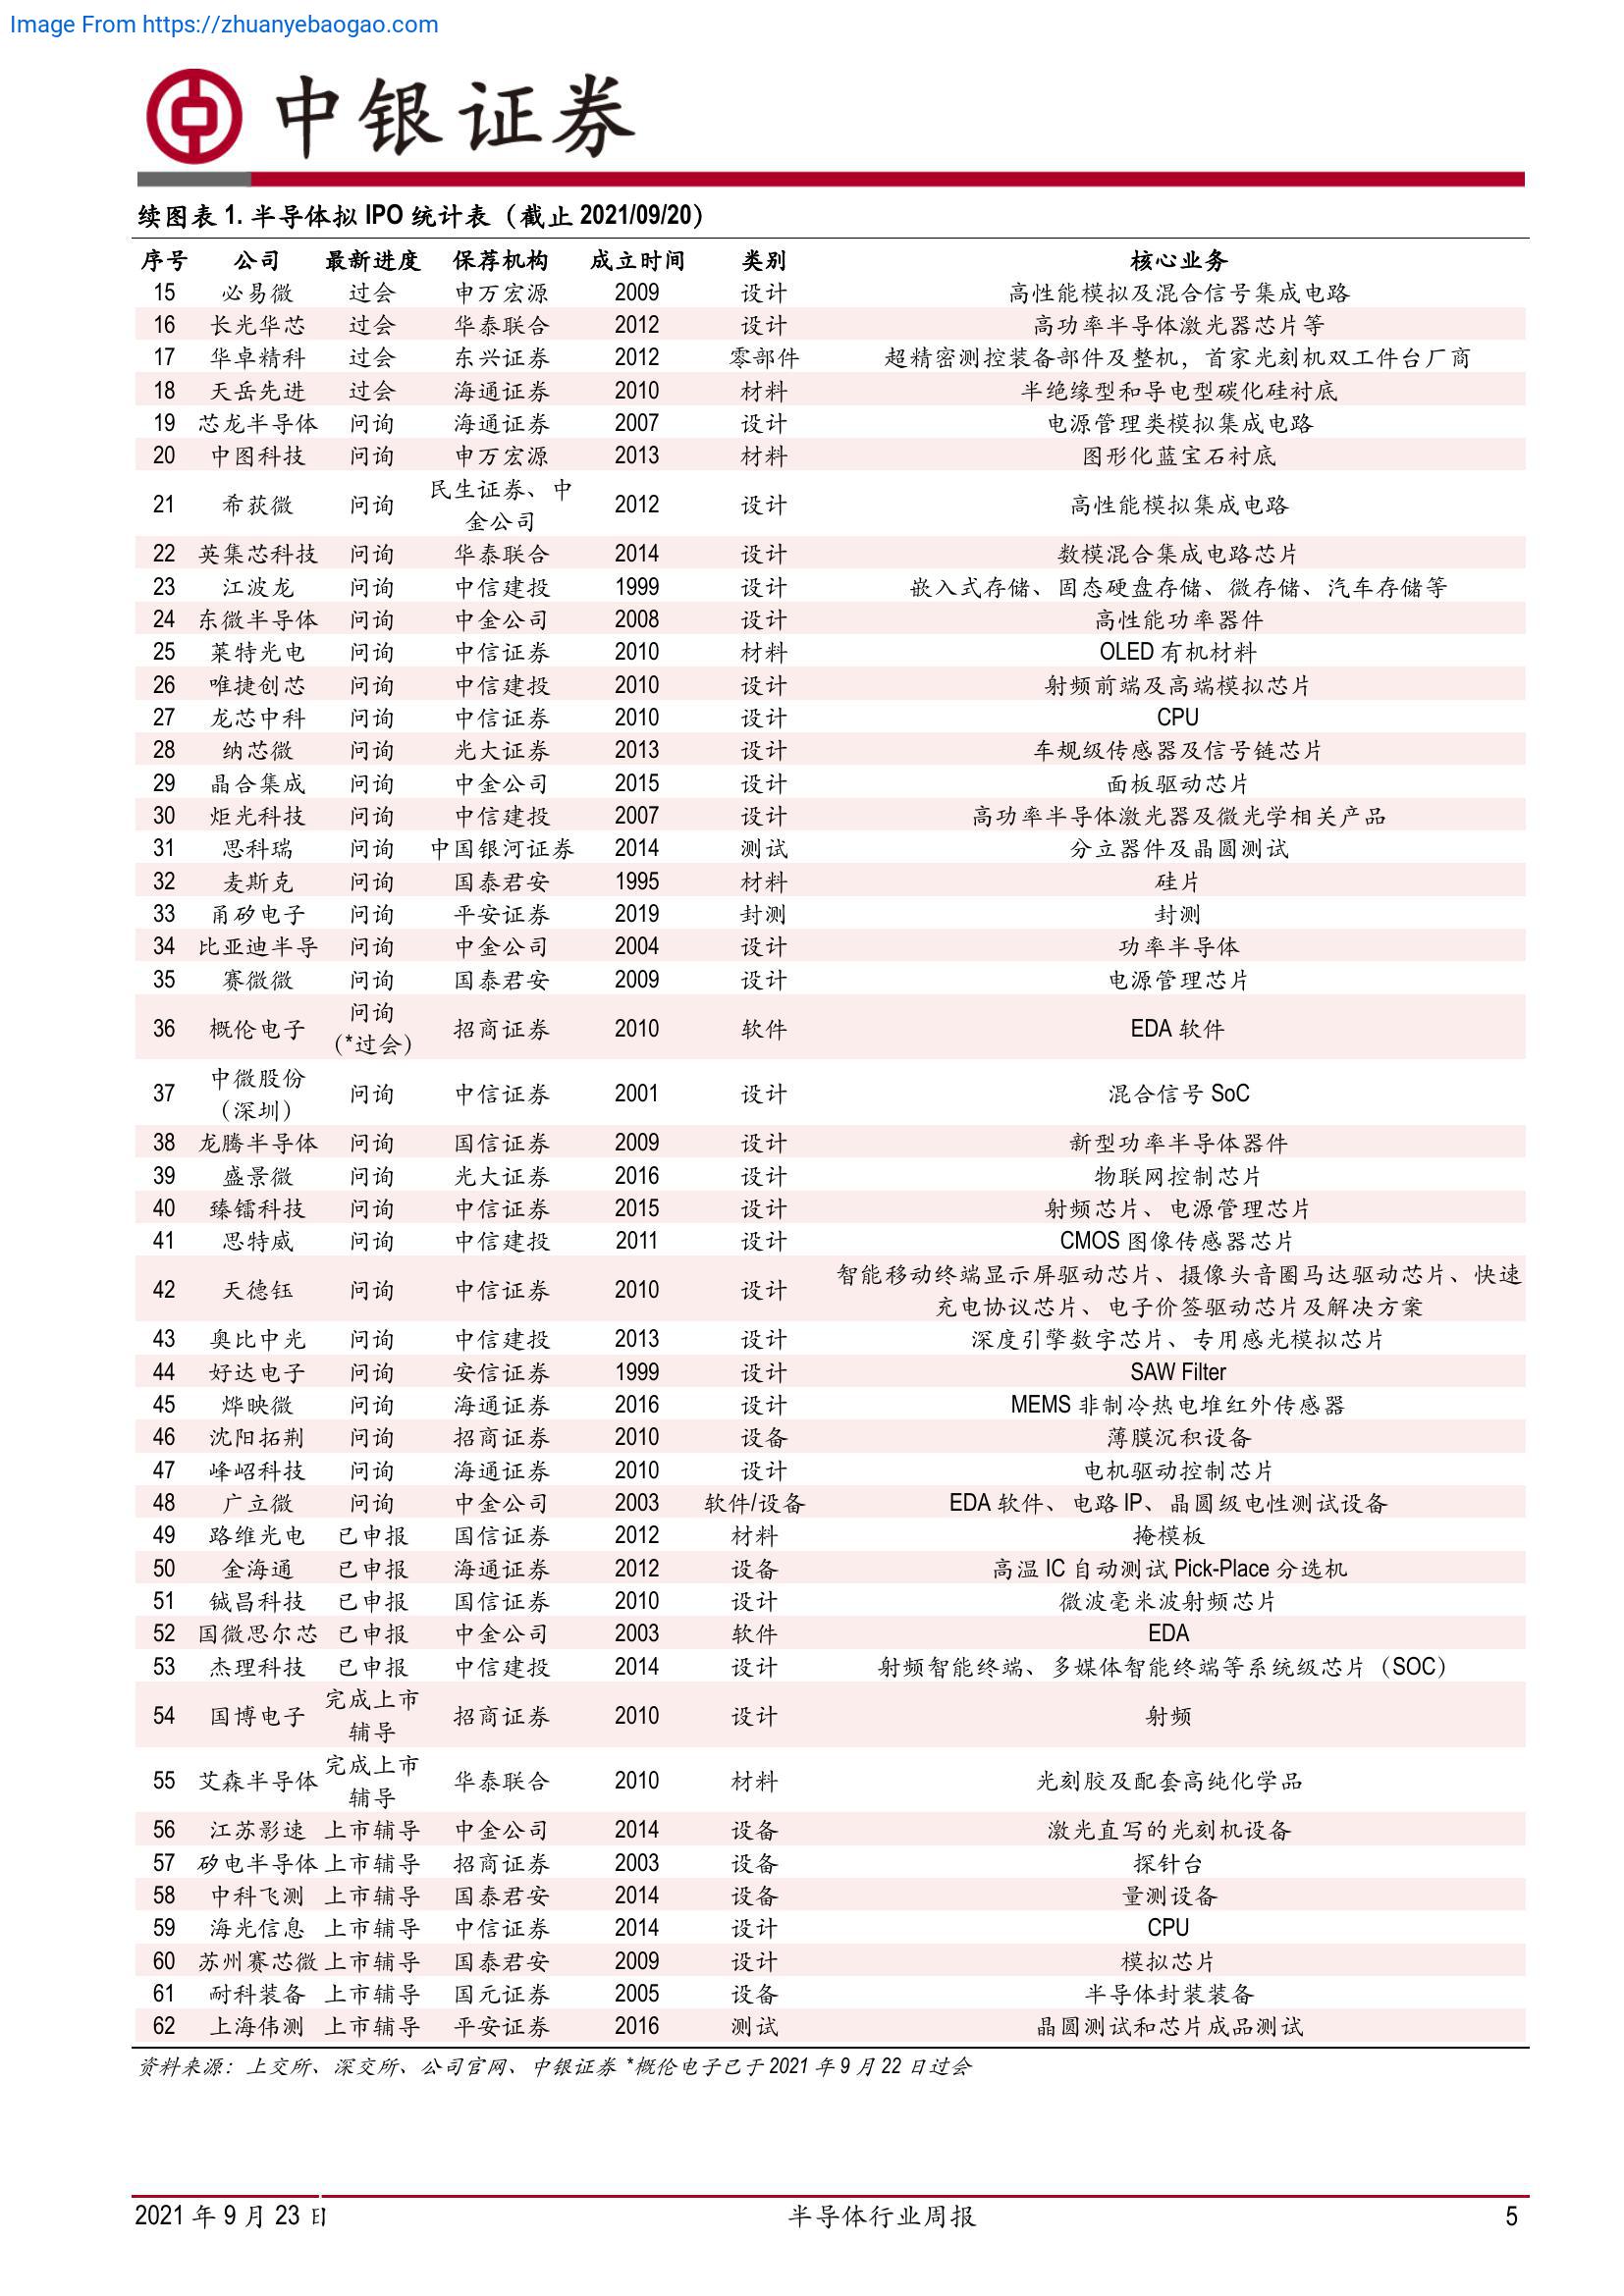 Image From https://zhuanyebaogao.com
中银证券
续图表 1. 半导体拟 IPO 统计表（截止 2021/09/20）
序号 公司 最新进度 保荐机构 成立时间 类别 核心业务
15 必易微 过会 申万宏源 2009 设计 高性能模拟及混合信号集成电路
16 长光华芯 过会 华泰联合 2012 设计 高功率半导体激光器芯片等
17 华卓精科 过会 东兴证券 2012 零部件 超精密测控装备部件及整机，首家光刻机双工件台厂商
18 天岳先进 过会 海通证券 2010 材料 半绝缘型和导电型碳化硅衬底
19 芯龙半导体 问询 海通证券 2007 设计 电源管理类模拟集成电路
20 中图科技 问询 申万宏源 2013 材料 图形化蓝宝石衬底
21 希荻微 问询 民生证券、中金公司 2012 设计 高性能模拟集成电路
22 英集芯科技 问询 华泰联合 2014 设计 数模混合集成电路芯片
23 江波龙 问询 中信建投 1999 设计 嵌入式存储、固态硬盘存储、微存储、汽车存储等
24 东微半导体 问询 中金公司 2008 设计 高性能功率器件
25 莱特光电 问询 中信证券 2010 材料 OLED 有机材料
26 唯捷创芯 问询 中信建投 2010 设计 射频前端及高端模拟芯片
27 龙芯中科 问询 中信证券 2010 设计 CPU
28 纳芯微 问询 光大证券 2013 设计 车规级传感器及信号链芯片
29 晶合集成 问询 中金公司 2015 设计 面板驱动芯片
30 炬光科技 问询 中信建投 2007 设计 高功率半导体激光器及微光学相关产品
31 思科瑞 问询 中国银河证券 2014 测试 分立器件及晶圆测试
32 麦斯克 问询 国泰君安 1995 材料 硅片
33 甬矽电子 问询 平安证券 2019 封测 封测
34 比亚迪半导 问询 中金公司 2004 设计 功率半导体
35 赛微微 问询 国泰君安 2009 设计 电源管理芯片
36 概伦电子 问询(*过会) 招商证券 2010 软件 EDA 软件
37 中微股份（深圳） 问询 中信证券 2001 设计 混合信号 SoC
38 龙腾半导体 问询 国信证券 2009 设计 新型功率半导体器件
39 盛景微 问询 光大证券 2016 设计 物联网控制芯片
40 臻镭科技 问询 中信证券 2015 设计 射频芯片、电源管理芯片
41 思特威 问询 中信建投 2011 设计 CMOS 图像传感器芯片
42 天德钰 问询 中信证券 2010 设计 智能移动终端显示屏驱动芯片、摄像头音圈马达驱动芯片、快速
充电协议芯片、电子价签驱动芯片及解决方案
43 奥比中光 问询 中信建投 2013 设计 深度引擎数字芯片、专用感光模拟芯片
44 好达电子 问询 安信证券 1999 设计 SAW Filter
45 烨映微 问询 海通证券 2016 设计 MEMS 非制冷热电堆红外传感器
46 沈阳拓荆 问询 招商证券 2010 设备 薄膜沉积设备
47 峰岹科技 问询 海通证券 2010 设计 电机驱动控制芯片
48 广立微 问询 中金公司 2003 软件/设备 EDA 软件、电路 IP、晶圆级电性测试设备
49 路维光电 已申报 国信证券 2012 材料 掩模板
50 金海通 已申报 海通证券 2012 设备 高温 IC 自动测试 Pick-Place 分选机
51 铖昌科技 已申报 国信证券 2010 设计 微波毫米波射频芯片
52 国微思尔芯 已申报 中金公司 2003 软件 EDA
53 杰理科技 已申报 中信建投 2014 设计 射频智能终端、多媒体智能终端等系统级芯片（SOC）
54 国博电子 完成上市辅导 招商证券 2010 设计 射频
55 艾森半导体 完成上市辅导 华泰联合 2010 材料 光刻胶及配套高纯化学品
56 江苏影速 上市辅导 中金公司 2014 设备 激光直写的光刻机设备
57 矽电半导体 上市辅导 招商证券 2003 设备 探针台
58 中科飞测 上市辅导 国泰君安 2014 设备 量测设备
59 海光信息 上市辅导 中信证券 2014 设计 CPU
60 苏州赛芯微 上市辅导 国泰君安 2009 设计 模拟芯片
61 耐科装备 上市辅导 国元证券 2005 设备 半导体封装装备
62 上海伟测 上市辅导 平安证券 2016 测试 晶圆测试和芯片成品测试
资料来源：上交所、深交所、公司官网、中银证券 *概伦电子已于 2021 年 9 月 22 日过会
2021 年 9 月 23 日 半导体行业周报 5